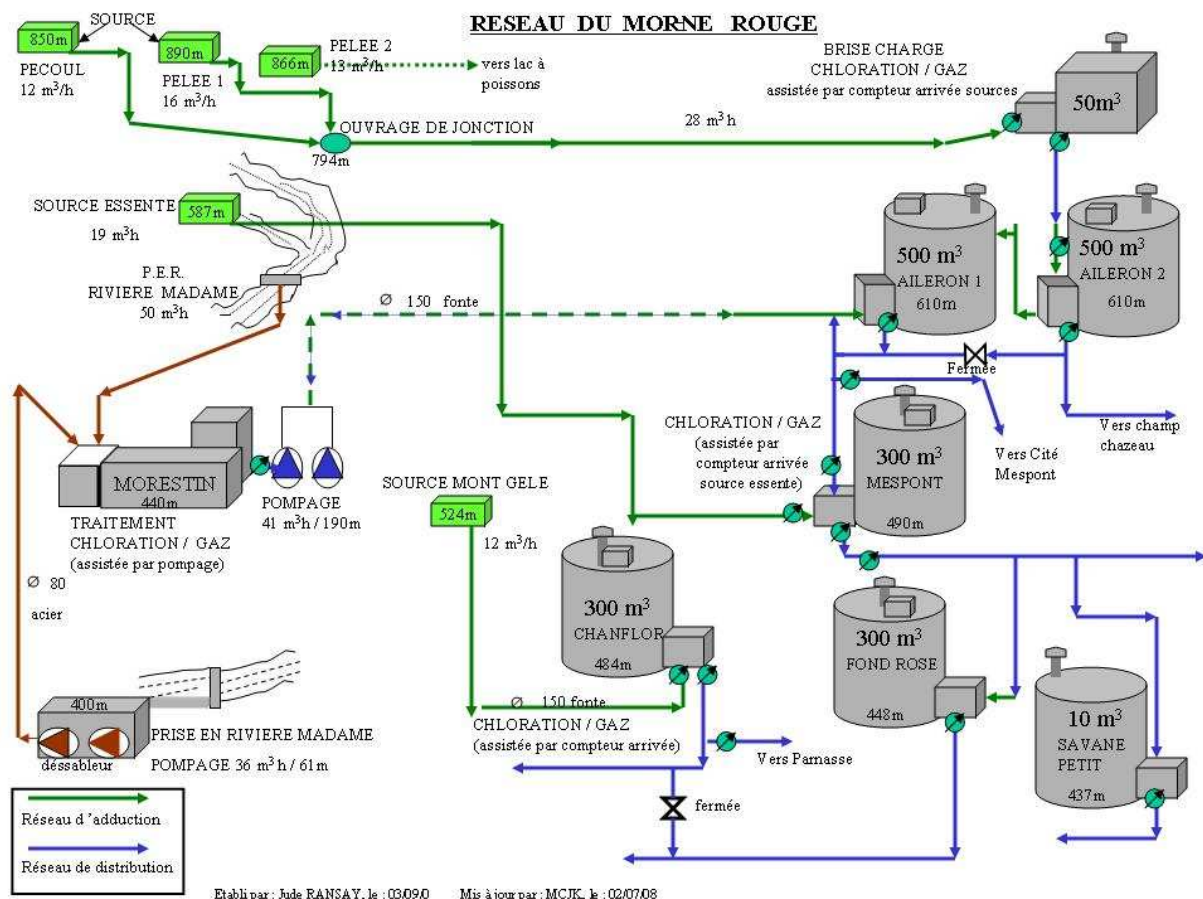 RESEAU DU MORNE ROUGE
SOURCE
850m
890m
866m
PELEE 2
13 m³/h
vers lac à
poissons
PECOUL
12 m³/h
PELEE 1
16 m³/h
BRISE CHARGE
CHLORATION / GAZ
assistée par compteur arrivée sources
50m³
OUVRAGE DE JONCTION
794m
28 m³h
SOURCE ESSENTE
587m
19 m³h
P.E.R.
RIVIERE MADAME
50 m³h
Ø 150 fonte
500 m³
AILERON 1
610m
500 m³
AILERON 2
610m
Fermée
Vers champ
chazeau
Vers Cité
Mespont
CHLORATION / GAZ
(assistée par
compteur arrivée
source essente)
300 m³
MESPONT
490m
MORESTIN
440m
TRAITEMENT
CHLORATION / GAZ
(assistée par pompage)
POMPAGE
41 m³h / 190m
SOURCE MONT GELE
524m
12 m³/h
Ø 80
acier
300 m³
CHANFLOR
484m
300 m³
FOND ROSE
448m
10 m³
SAVANE
PETIT
437m
Ø 150 fonte
CHLORATION / GAZ
(assistée par compteur arrivée)
Vers Parnasse
fermée
400m
PRISE EN RIVIERE MADAME
POMPAGE 36 m³h / 61m
déssableur
Réseau d 'adduction
Réseau de distribution
Etabli par : Jude RANSAY, le : 03/09/0
Mis à jour par : MCJK, le : 02/07/08